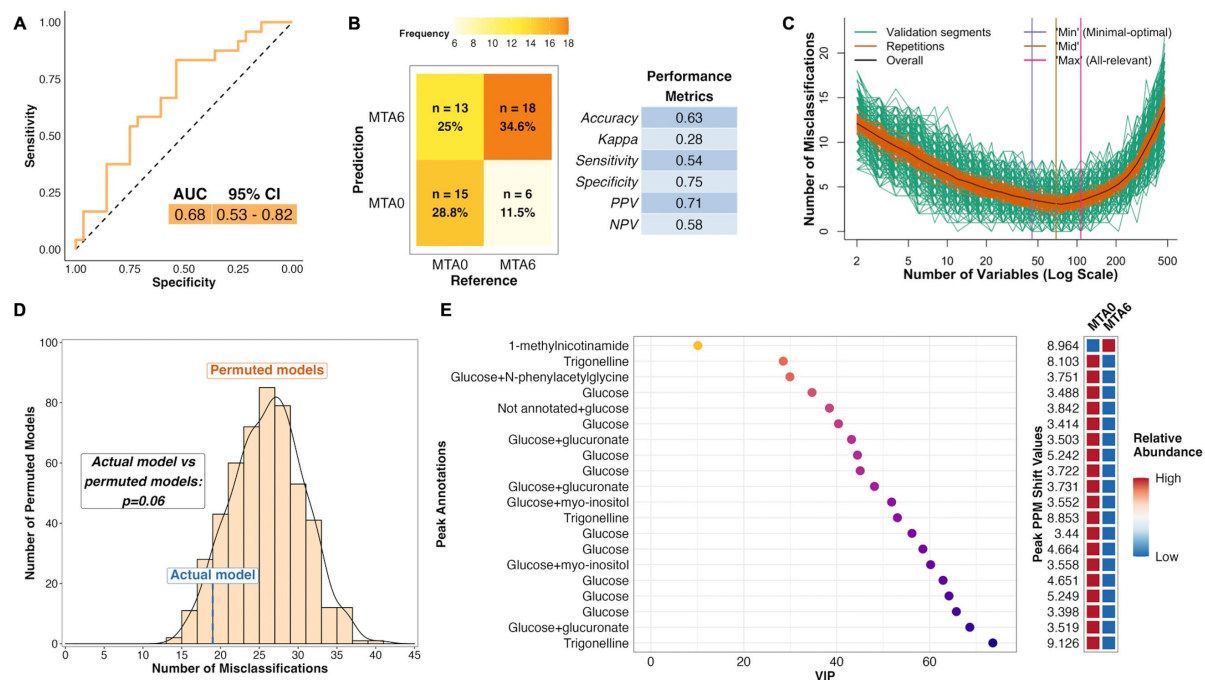 A
1.00
0.75
0.50
0.25
0.00
Sensitivity
AUC 95% CI
0.68 0.53 - 0.82
1.00 0.75 0.50 0.25 0.00
Specificity
B
Frequency
6 8 10 12 14 16 18
Prediction
MTA6
MTA0
n = 13
25%
n = 18
34.6%
n = 15
28.8%
n = 6
11.5%
MTA0 MTA6
Reference
Performance
Metrics
Accuracy 0.63
Kappa 0.28
Sensitivity 0.54
Specificity 0.75
PPV 0.71
NPV 0.58
C
Number of Misclassifications
20
15
10
5
0
Validation segments
Repetitions
Overall
'Min' (Minimal-optimal)
'Mid'
'Max' (All-relevant)
2 5 10 20 50 100 200 500
Number of Variables (Log Scale)
D
100
80
60
40
20
0
Number of Permuted Models
Permuted models
Actual model vs
permuted models:
p=0.06
Actual model
0 5 10 15 20 25 30 35 40 45
Number of Misclassifications
E
Peak Annotations
MTA0
MTA6
1-methylnicotinamide 8.964
Trigonelline 8.103
Glucose+N-phenylacetylglycine 3.751
Glucose 3.488
Not annotated+glucose 3.842
Glucose 3.414
Glucose+glucuronate 3.503
Glucose 5.242
Glucose 3.722
Glucose+glucuronate 3.731
Glucose+myo-inositol 3.552
Trigonelline 8.853
Glucose 3.44
Glucose 4.664
Glucose+myo-inositol 3.558
Glucose 4.651
Glucose 5.249
Glucose 3.398
Glucose+glucuronate 3.519
Trigonelline 9.126
0 20 40 60
VIP
Peak PPM Shift Values
Relative
Abundance
High
Low